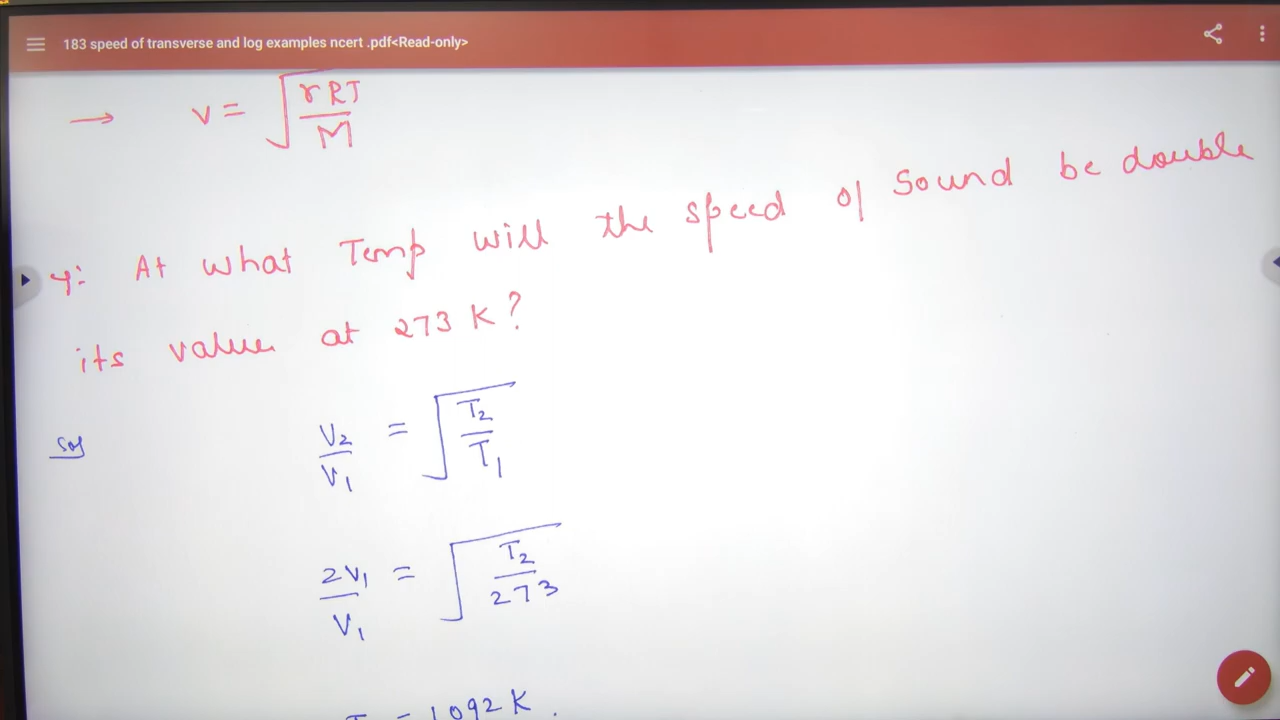 183 speed of transverse and log examples ncert .pdf<Read-only>
→ v = √(γRT/M)
4: At what Temp will the speed of Sound be double
its value at 273 K?
Sol
V₂/V₁ = √(T₂/T₁)
2V₁/V₁ = √(T₂/273)
= 1092 K.